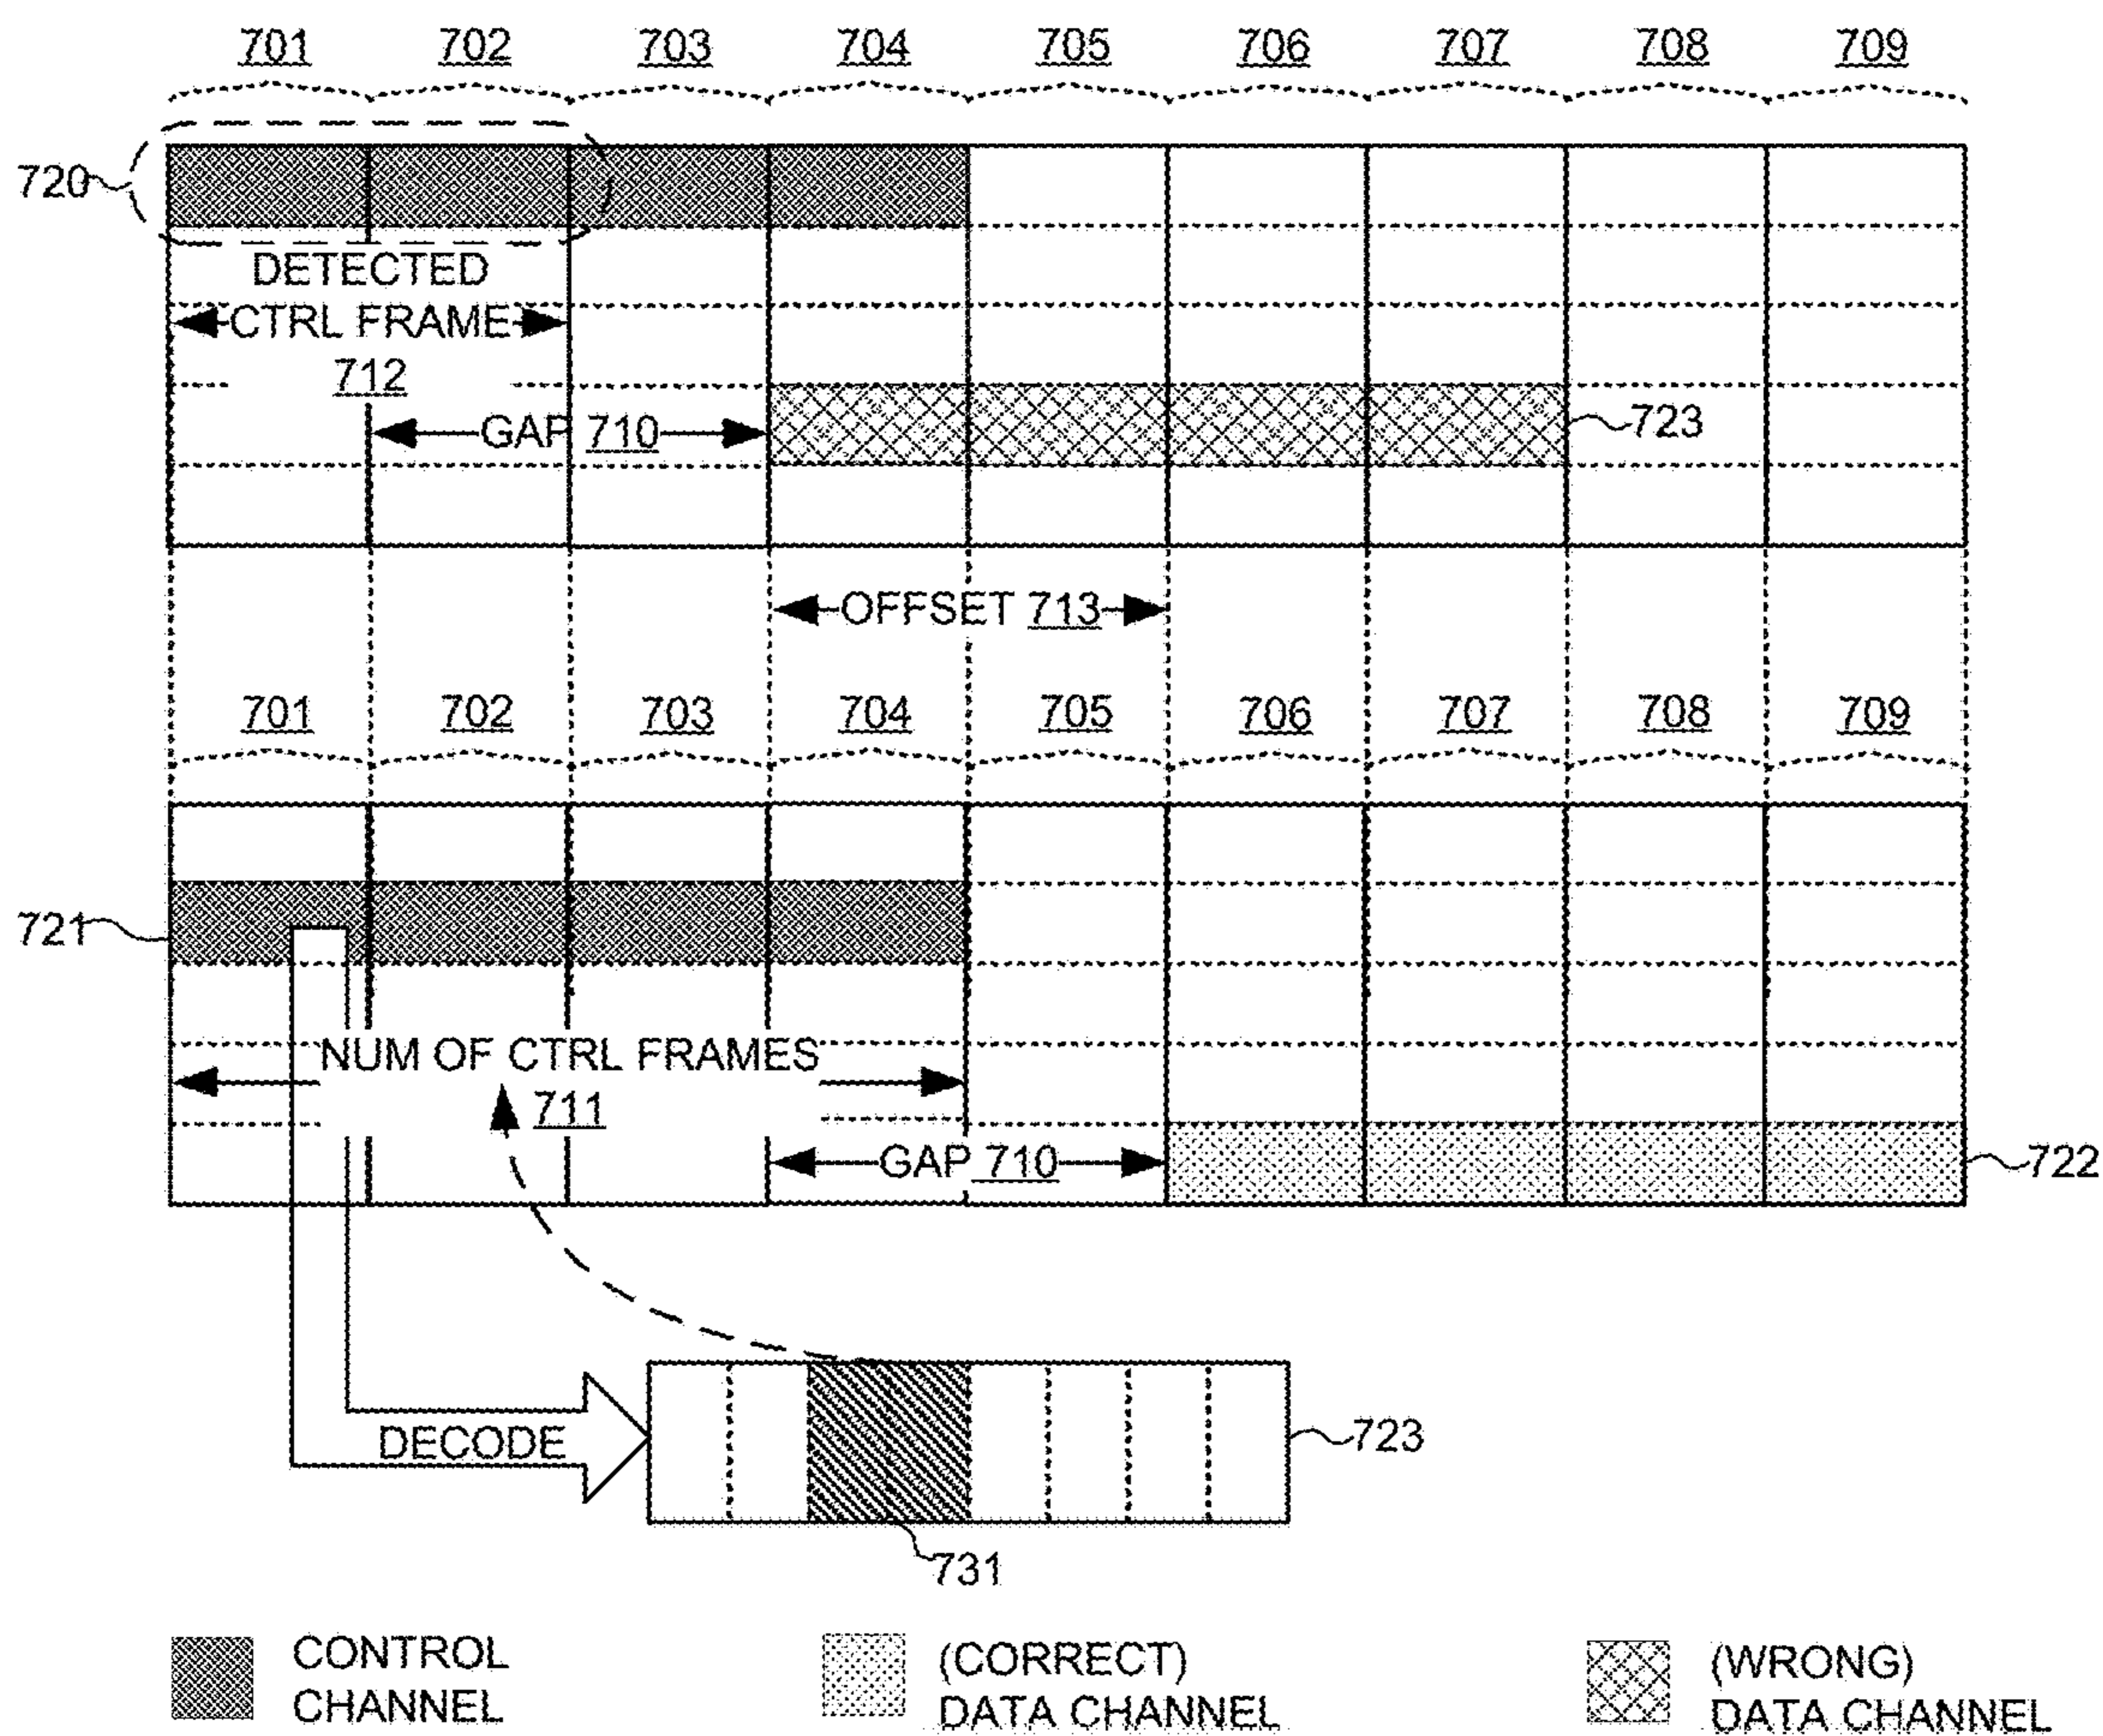 701 702 703 704 705 706 707 708 709
720
DETECTED
CTRL FRAME
712
GAP 710
723
OFFSET 713
701 702 703 704 705 706 707 708 709
721
NUM OF CTRL FRAMES
711
GAP 710
722
DECODE
723
731
CONTROL
CHANNEL
(CORRECT)
DATA CHANNEL
(WRONG)
DATA CHANNEL